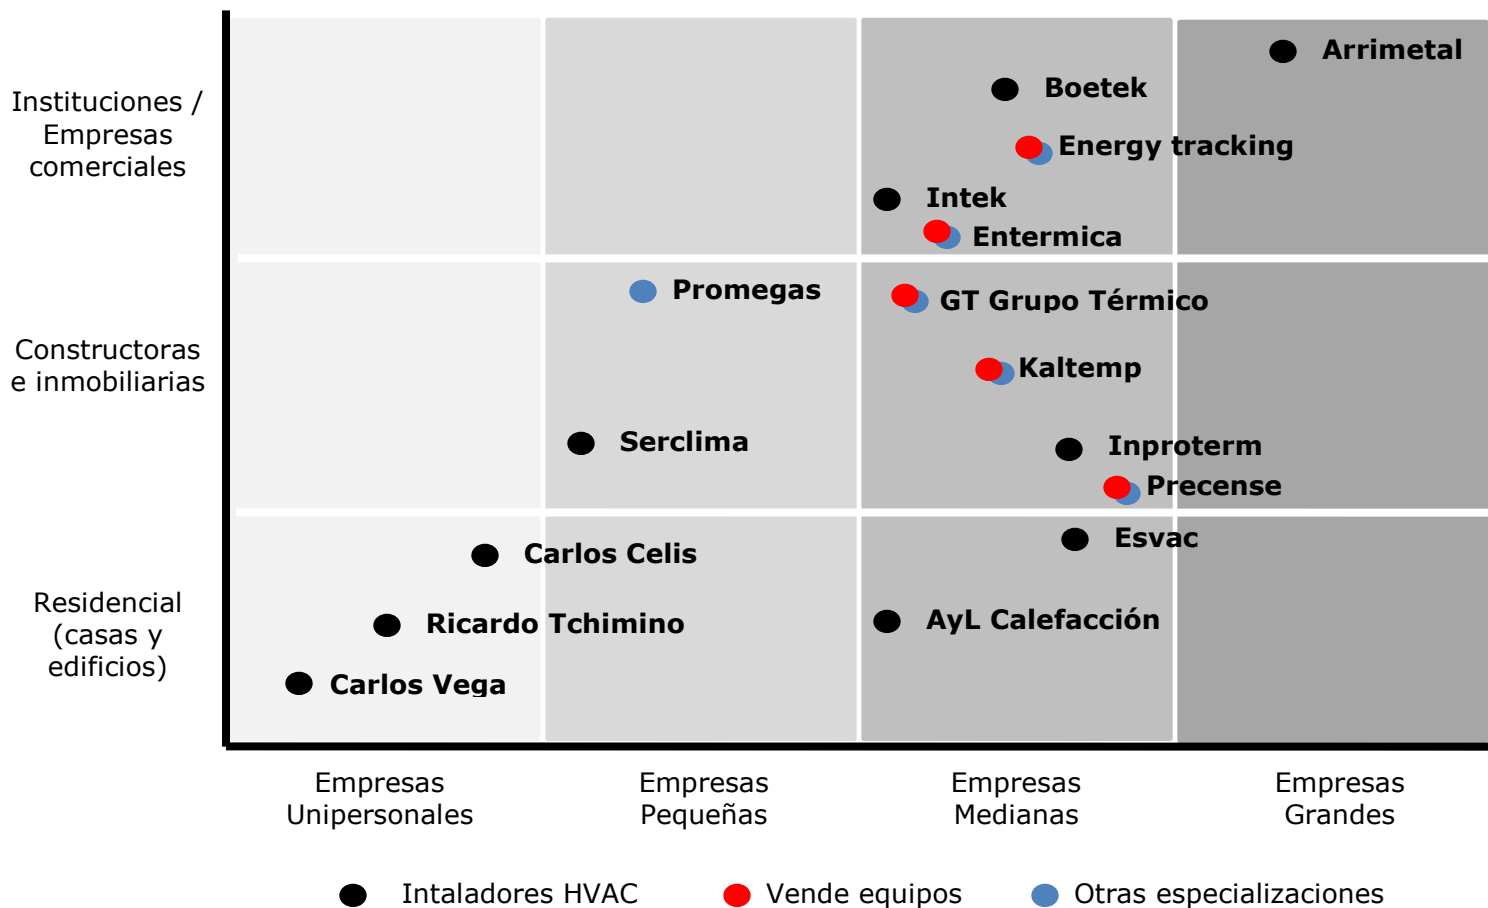 Arrimetal
Boetek
Instituciones /
Empresas
comerciales
Energy tracking
Intek
Entermica
Promegas
GT Grupo Térmico
Constructoras
e inmobiliarias
Kaltemp
Serclima
Inproterm
Precense
Esvac
Carlos Celis
Residencial
(casas y
edificios)
Ricardo Tchimino
AyL Calefacción
Carlos Vega
Empresas
Unipersonales
Empresas
Pequeñas
Empresas
Medianas
Empresas
Grandes
Intaladores HVAC
Vende equipos
Otras especializaciones